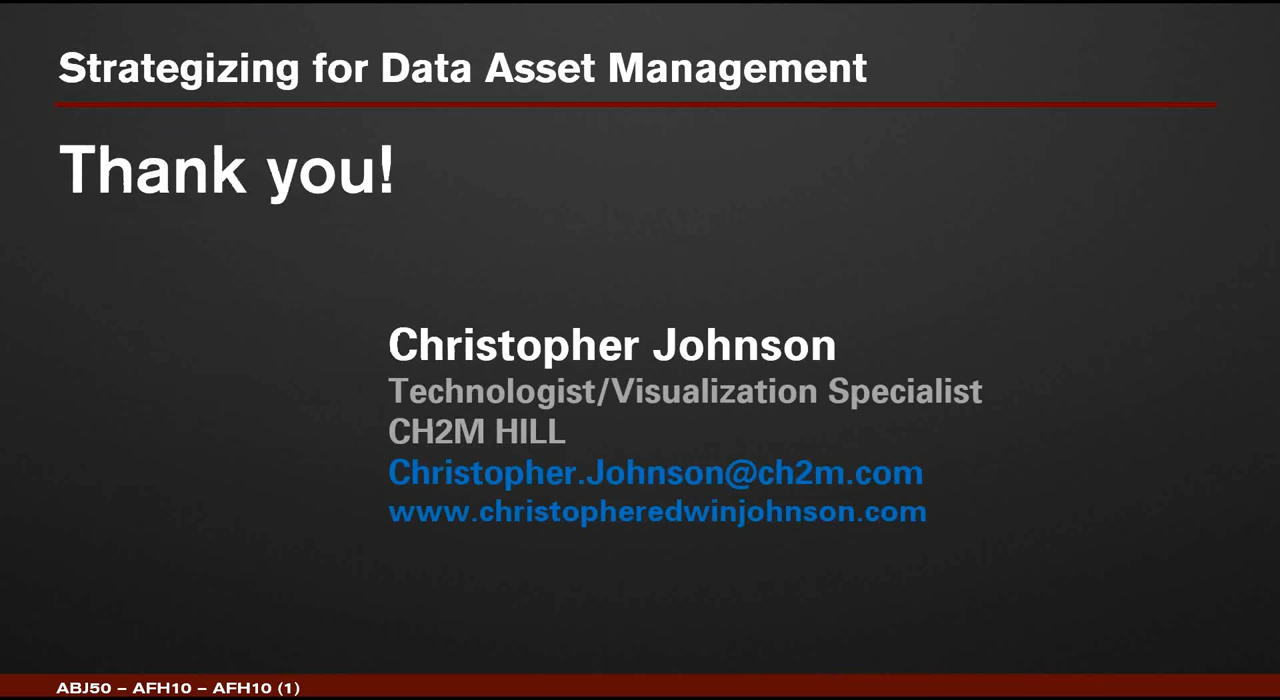 Strategizing for Data Asset Management
Thank you!
Christopher Johnson
Technologist/Visualization Specialist
CH2M HILL
Christopher.Johnson@ch2m.com
www.christopheredwinjohnson.com
ABJ50 – AFH10 – AFH10 (1)